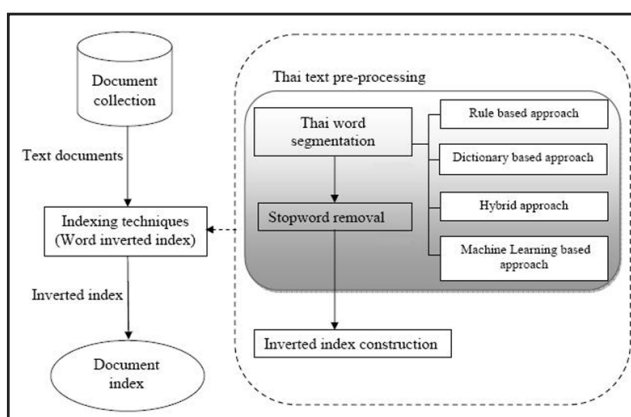 Document
collection
Text documents
Indexing techniques
(Word inverted index)
Inverted index
Document
index
Thai text pre-processing
Thai word
segmentation
Stopword removal
Inverted index construction
Rule based approach
Dictionary based approach
Hybrid approach
Machine Learning based
approach